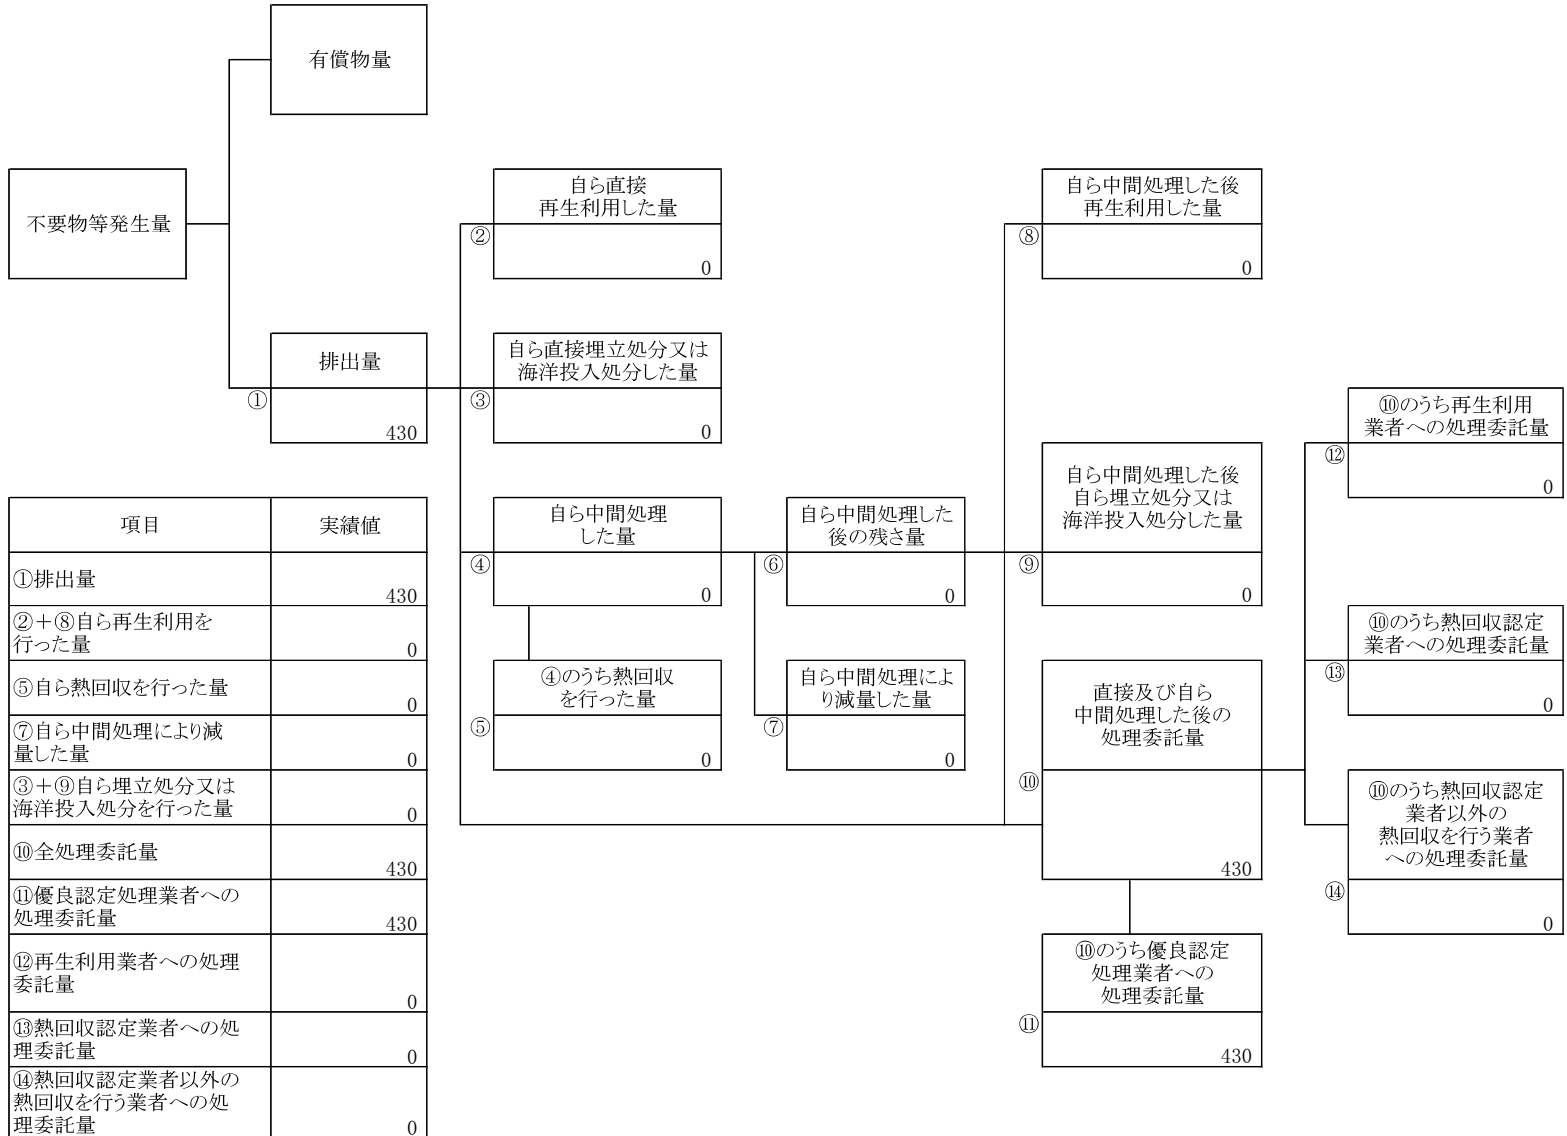 有償物量
不要物等発生量
排出量
①
430
自ら直接
再生利用した量
②
0
自ら直接埋立処分又は
海洋投入処分した量
③
0
自ら中間処理
した量
④
0
④のうち熱回収
を行った量
⑤
0
自ら中間処理した
後の残さ量
⑥
0
自ら中間処理によ
り減量した量
⑦
0
自ら中間処理した後
再生利用した量
⑧
0
自ら中間処理した後
自ら埋立処分又は
海洋投入処分した量
⑨
0
直接及び自ら
中間処理した後の
処理委託量
⑩
430
⑩のうち優良認定
処理業者への
処理委託量
⑪
430
⑩のうち再生利用
業者への処理委託量
⑫
0
⑩のうち熱回収認定
業者への処理委託量
⑬
0
⑩のうち熱回収認定
業者以外の
熱回収を行う業者
への処理委託量
⑭
0
項目 実績値
①排出量
430
②+⑧自ら再生利用を
行った量
0
⑤自ら熱回収を行った量
0
⑦自ら中間処理により減
量した量
0
③+⑨自ら埋立処分又は
海洋投入処分を行った量
0
⑩全処理委託量
430
⑪優良認定処理業者への
処理委託量
430
⑫再生利用業者への処理
委託量
0
⑬熱回収認定業者への処
理委託量
0
⑭熱回収認定業者以外の
熱回収を行う業者への処
理委託量
0